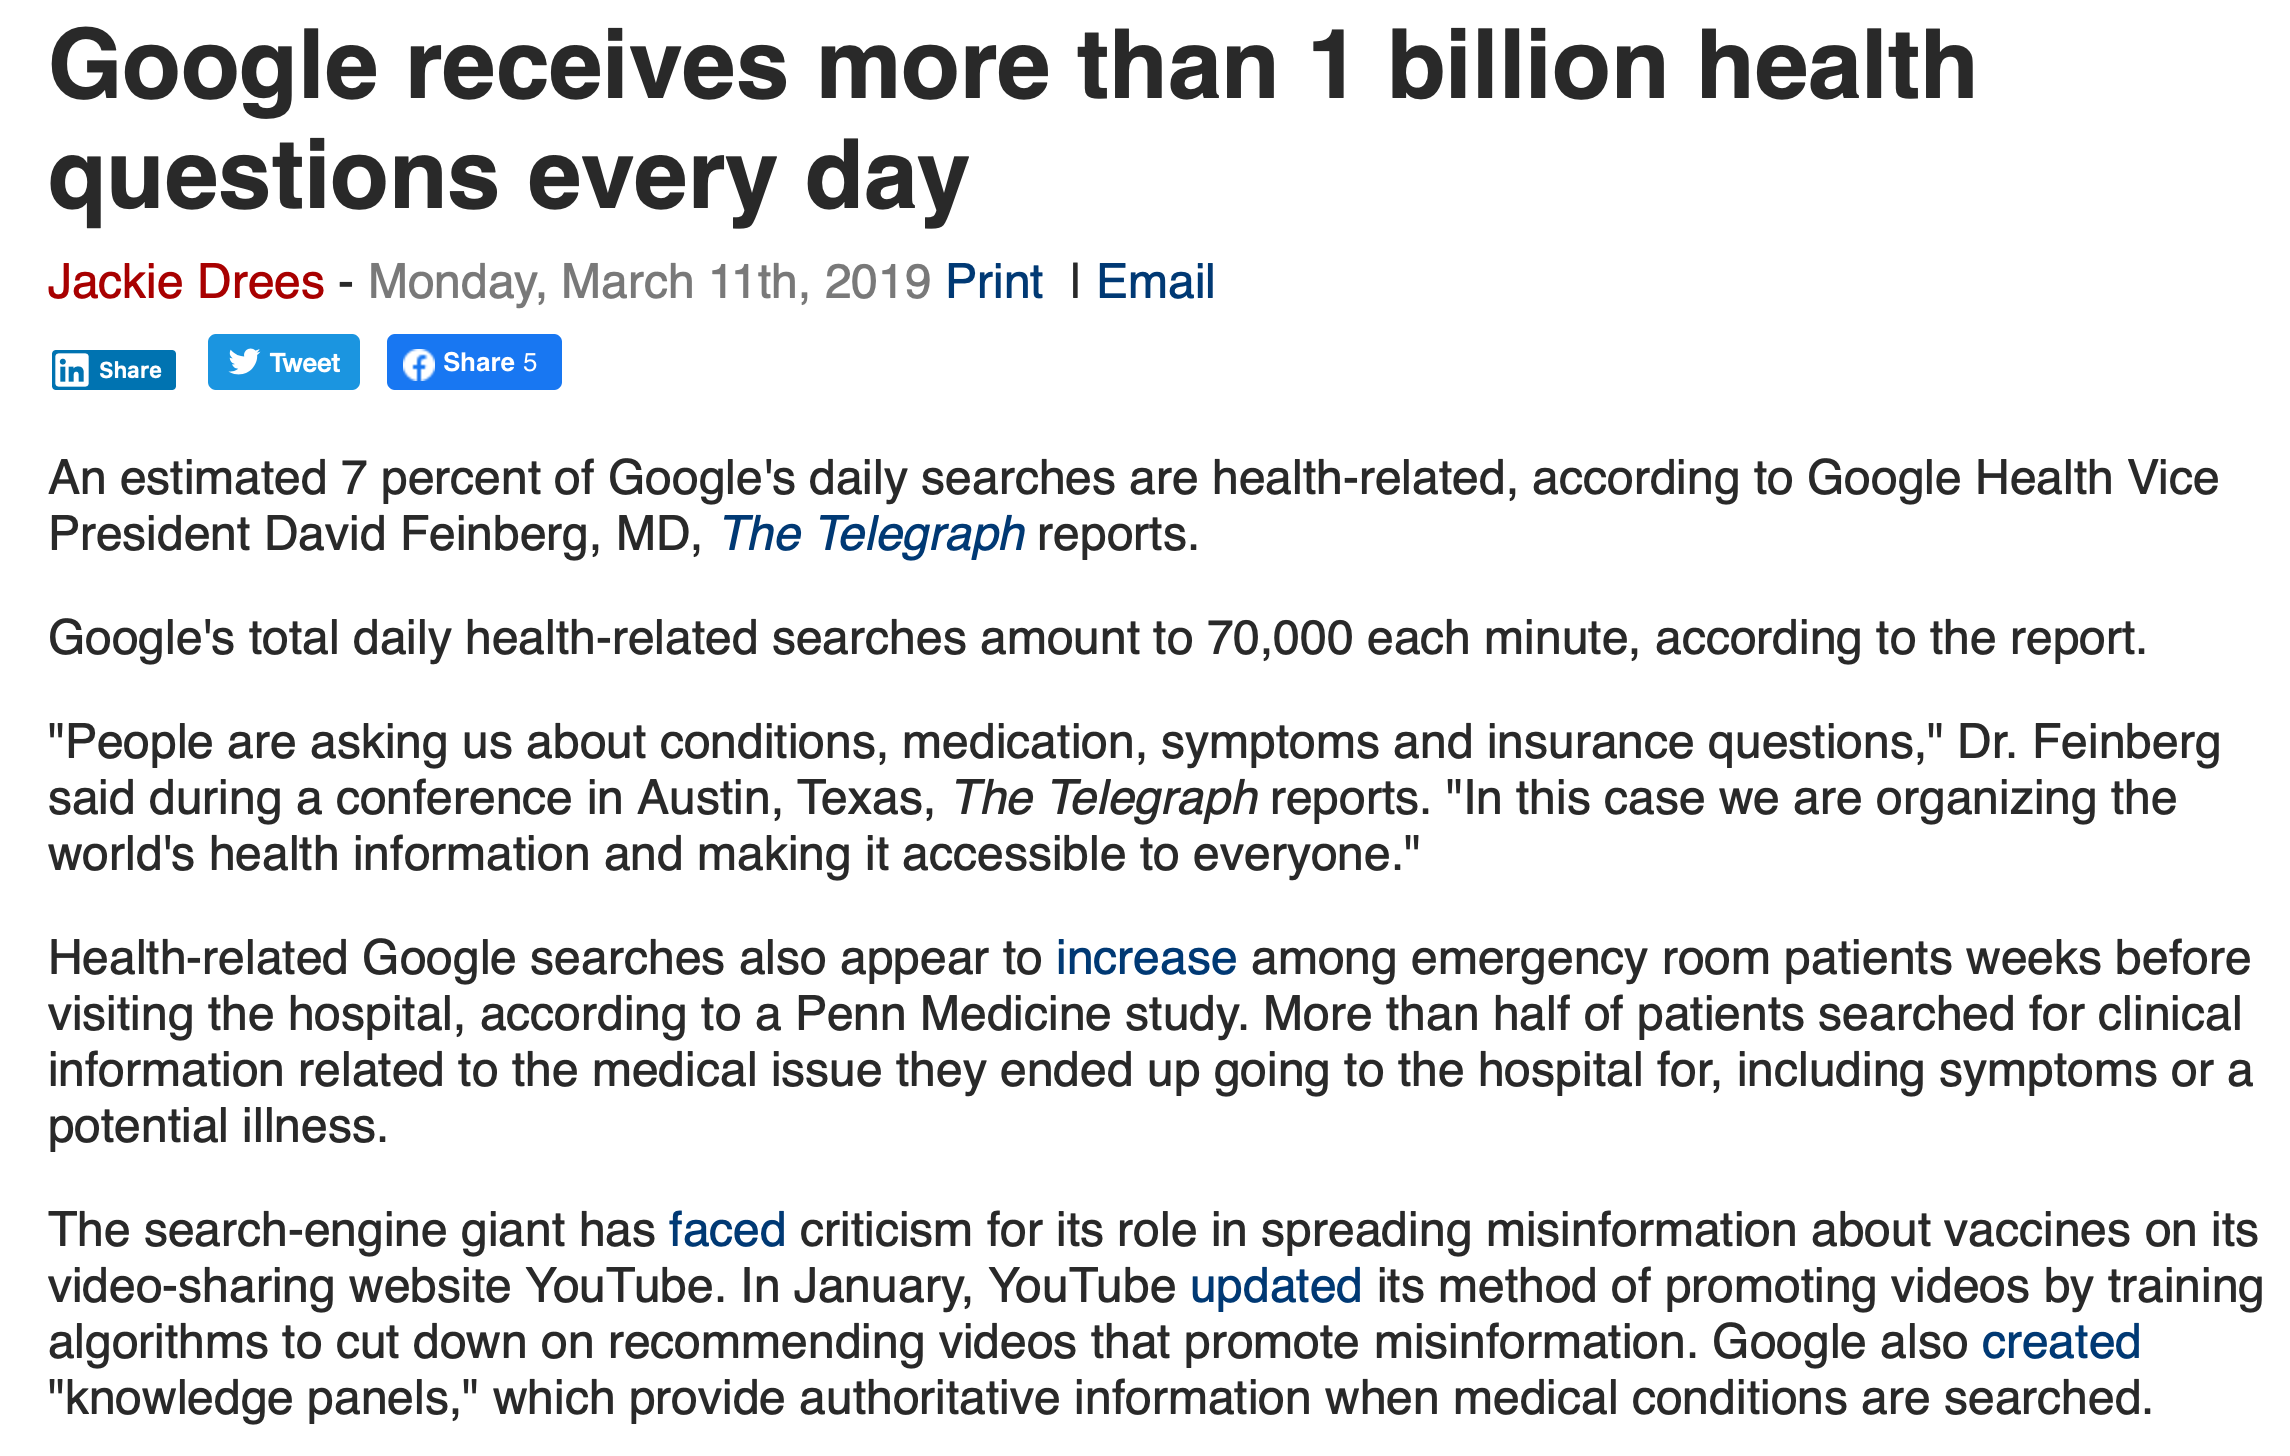 Google receives more than 1 billion health
questions every day
Jackie Drees - Monday, March 11th, 2019 Print | Email
in Share Tweet Share 5
An estimated 7 percent of Google's daily searches are health-related, according to Google Health Vice
President David Feinberg, MD, The Telegraph reports.
Google's total daily health-related searches amount to 70,000 each minute, according to the report.
"People are asking us about conditions, medication, symptoms and insurance questions," Dr. Feinberg
said during a conference in Austin, Texas, The Telegraph reports. "In this case we are organizing the
world's health information and making it accessible to everyone."
Health-related Google searches also appear to increase among emergency room patients weeks before
visiting the hospital, according to a Penn Medicine study. More than half of patients searched for clinical
information related to the medical issue they ended up going to the hospital for, including symptoms or a
potential illness.
The search-engine giant has faced criticism for its role in spreading misinformation about vaccines on its
video-sharing website YouTube. In January, YouTube updated its method of promoting videos by training
algorithms to cut down on recommending videos that promote misinformation. Google also created
"knowledge panels," which provide authoritative information when medical conditions are searched.